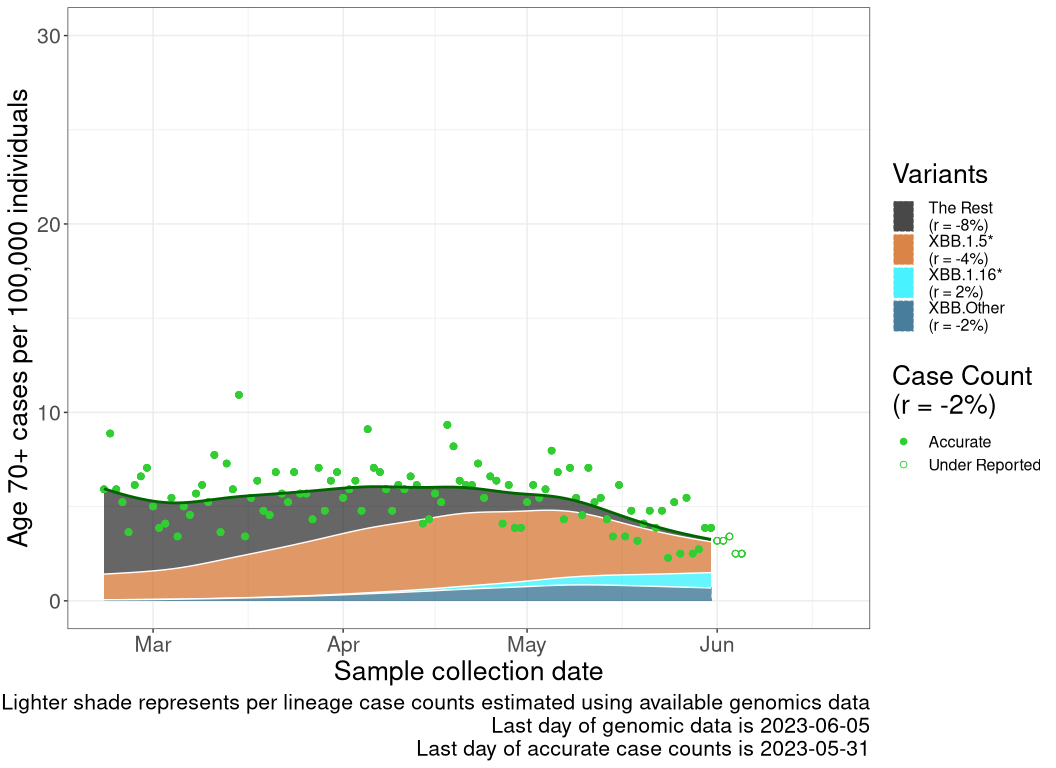 30
20
10
0
Age 70+ cases per 100,000 individuals
Mar Apr May Jun
Sample collection date
Lighter shade represents per lineage case counts estimated using available genomics data
Last day of genomic data is 2023-06-05
Last day of accurate case counts is 2023-05-31
Variants
The Rest
(r = -8%)
XBB.1.5*
(r = -4%)
XBB.1.16*
(r = 2%)
XBB.Other
(r = -2%)
Case Count
(r = -2%)
Accurate
Under Reported